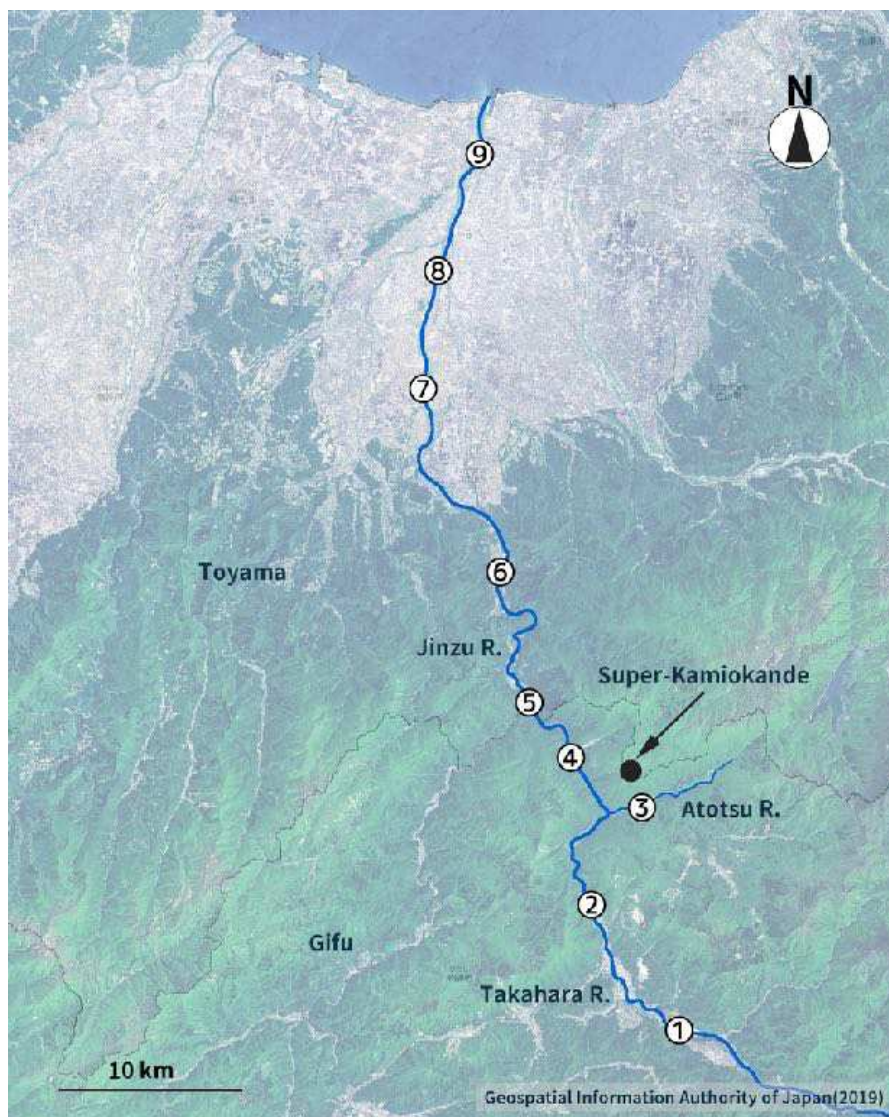 N
⑨
⑧
⑦
Toyama
⑥
Jinzu R.
Super-Kamiokande
⑤
④
③
Atotsu R.
②
Gifu
Takahara R.
①
10 km
Geospatial Information Authority of Japan(2019)